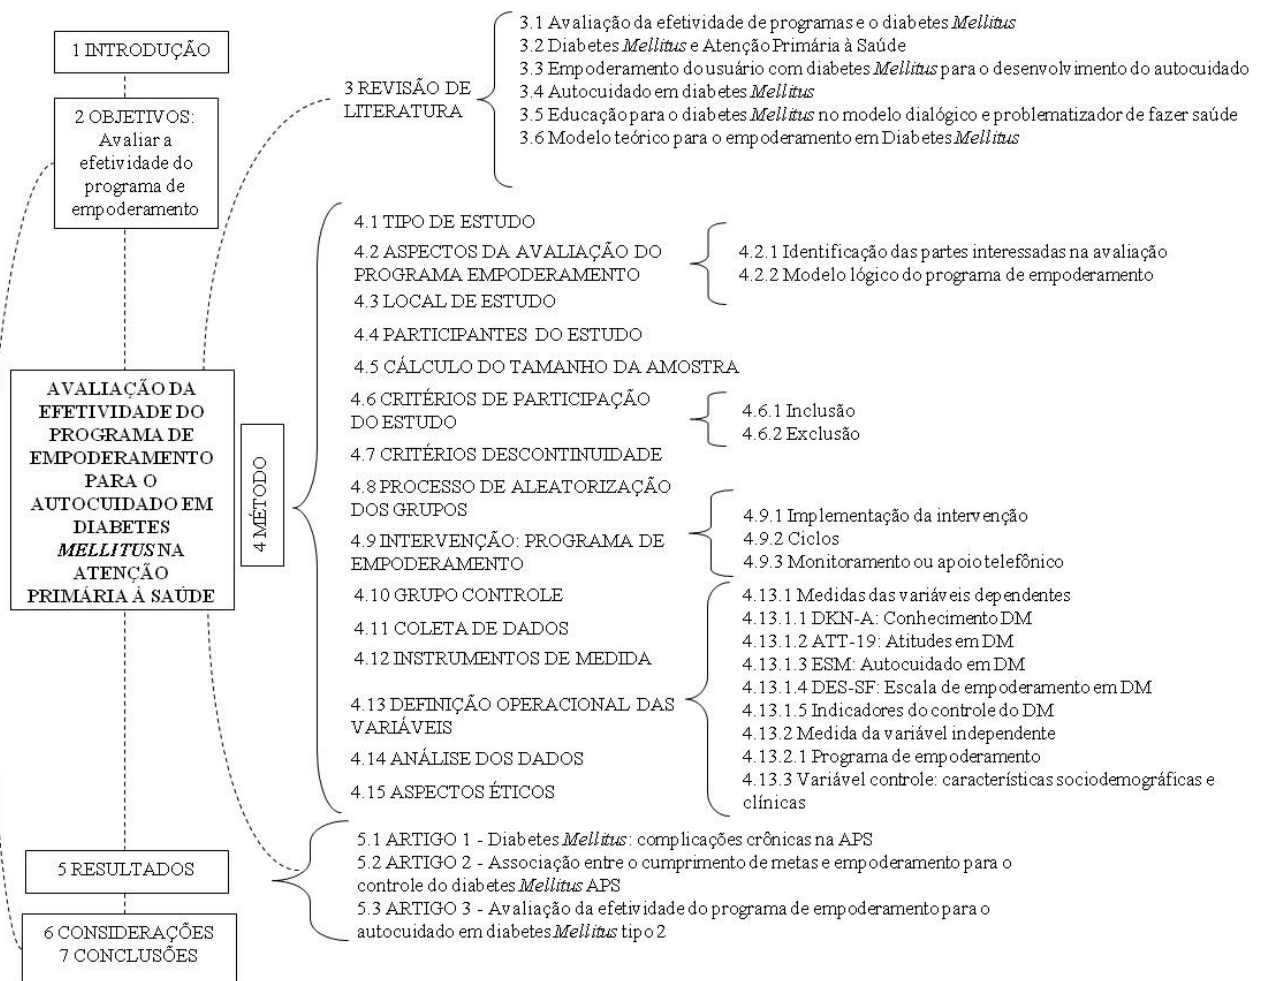 1 INTRODUÇÃO
2 OBJETIVOS:
Avaliar a
efetividade do
programa de
empoderamento
3 REVISÃO DE
LITERATURA
3.1 Avaliação da efetividade de programas e o diabetes Mellitus
3.2 Diabetes Mellitus e Atenção Primária à Saúde
3.3 Empoderamento do usuário com diabetes Mellitus para o desenvolvimento do autocuidado
3.4 Autocuidado em diabetes Mellitus
3.5 Educação para o diabetes Mellitus no modelo dialógico e problematizador de fazer saúde
3.6 Modelo teórico para o empoderamento em Diabetes Mellitus
AVALIAÇÃO DA
EFETIVIDADE DO
PROGRAMA DE
EMPODERAMENTO
PARA O
AUTOCUIDADO EM
DIABETES
MELLITUS NA
ATENÇÃO
PRIMÁRIA À SAÚDE
4 MÉTODO
4.1 TIPO DE ESTUDO
4.2 ASPECTOS DA AVALIAÇÃO DO
PROGRAMA EMPODERAMENTO
4.2.1 Identificação das partes interessadas na avaliação
4.2.2 Modelo lógico do programa de empoderamento
4.3 LOCAL DE ESTUDO
4.4 PARTICIPANTES DO ESTUDO
4.5 CÁLCULO DO TAMANHO DA AMOSTRA
4.6 CRITÉRIOS DE PARTICIPAÇÃO
DO ESTUDO
4.6.1 Inclusão
4.6.2 Exclusão
4.7 CRITÉRIOS DESCONTINUIDADE
4.8 PROCESSO DE ALEATORIZAÇÃO
DOS GRUPOS
4.9 INTERVENÇÃO: PROGRAMA DE
EMPODERAMENTO
4.9.1 Implementação da intervenção
4.9.2 Ciclos
4.9.3 Monitoramento ou apoio telefônico
4.10 GRUPO CONTROLE
4.11 COLETA DE DADOS
4.12 INSTRUMENTOS DE MEDIDA
4.13 DEFINIÇÃO OPERACIONAL DAS
VARIÁVEIS
4.13.1 Medidas das variáveis dependentes
4.13.1.1 DKN-A: Conhecimento DM
4.13.1.2 ATT-19: Atitudes em DM
4.13.1.3 ESM: Autocuidado em DM
4.13.1.4 DES-SF: Escala de empoderamento em DM
4.13.1.5 Indicadores do controle do DM
4.13.2 Medida da variável independente
4.13.2.1 Programa de empoderamento
4.13.3 Variável controle: características sociodemográficas e
clínicas
4.14 ANÁLISE DOS DADOS
4.15 ASPECTOS ÉTICOS
5 RESULTADOS
5.1 ARTIGO 1 - Diabetes Mellitus: complicações crônicas na APS
5.2 ARTIGO 2 - Associação entre o cumprimento de metas e empoderamento para o
controle do diabetes Mellitus APS
5.3 ARTIGO 3 - Avaliação da efetividade do programa de empoderamento para o
autocuidado em diabetes Mellitus tipo 2
6 CONSIDERAÇÕES
7 CONCLUSÕES